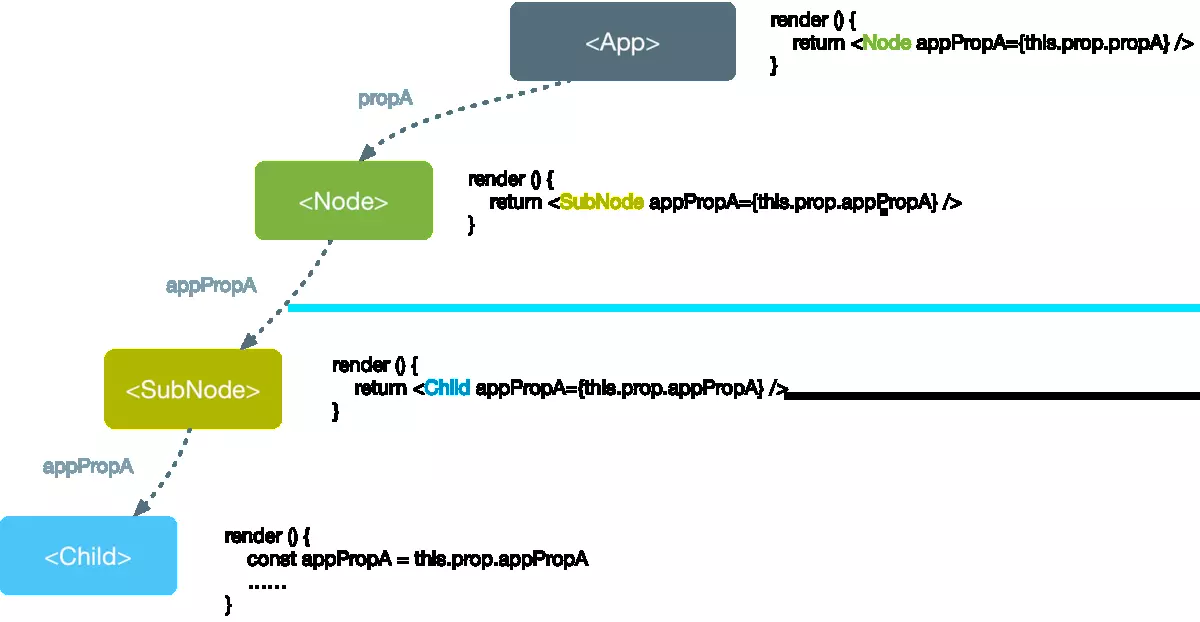 <App>
render () {
return <Node appPropA={this.prop.propA} />
}
propA
<Node>
render () {
return <SubNode appPropA={this.prop.appPropA} />
}
appPropA
<SubNode>
render () {
return <Child appPropA={this.prop.appPropA} />
}
appPropA
<Child>
render () {
const appPropA = this.prop.appPropA
......
}